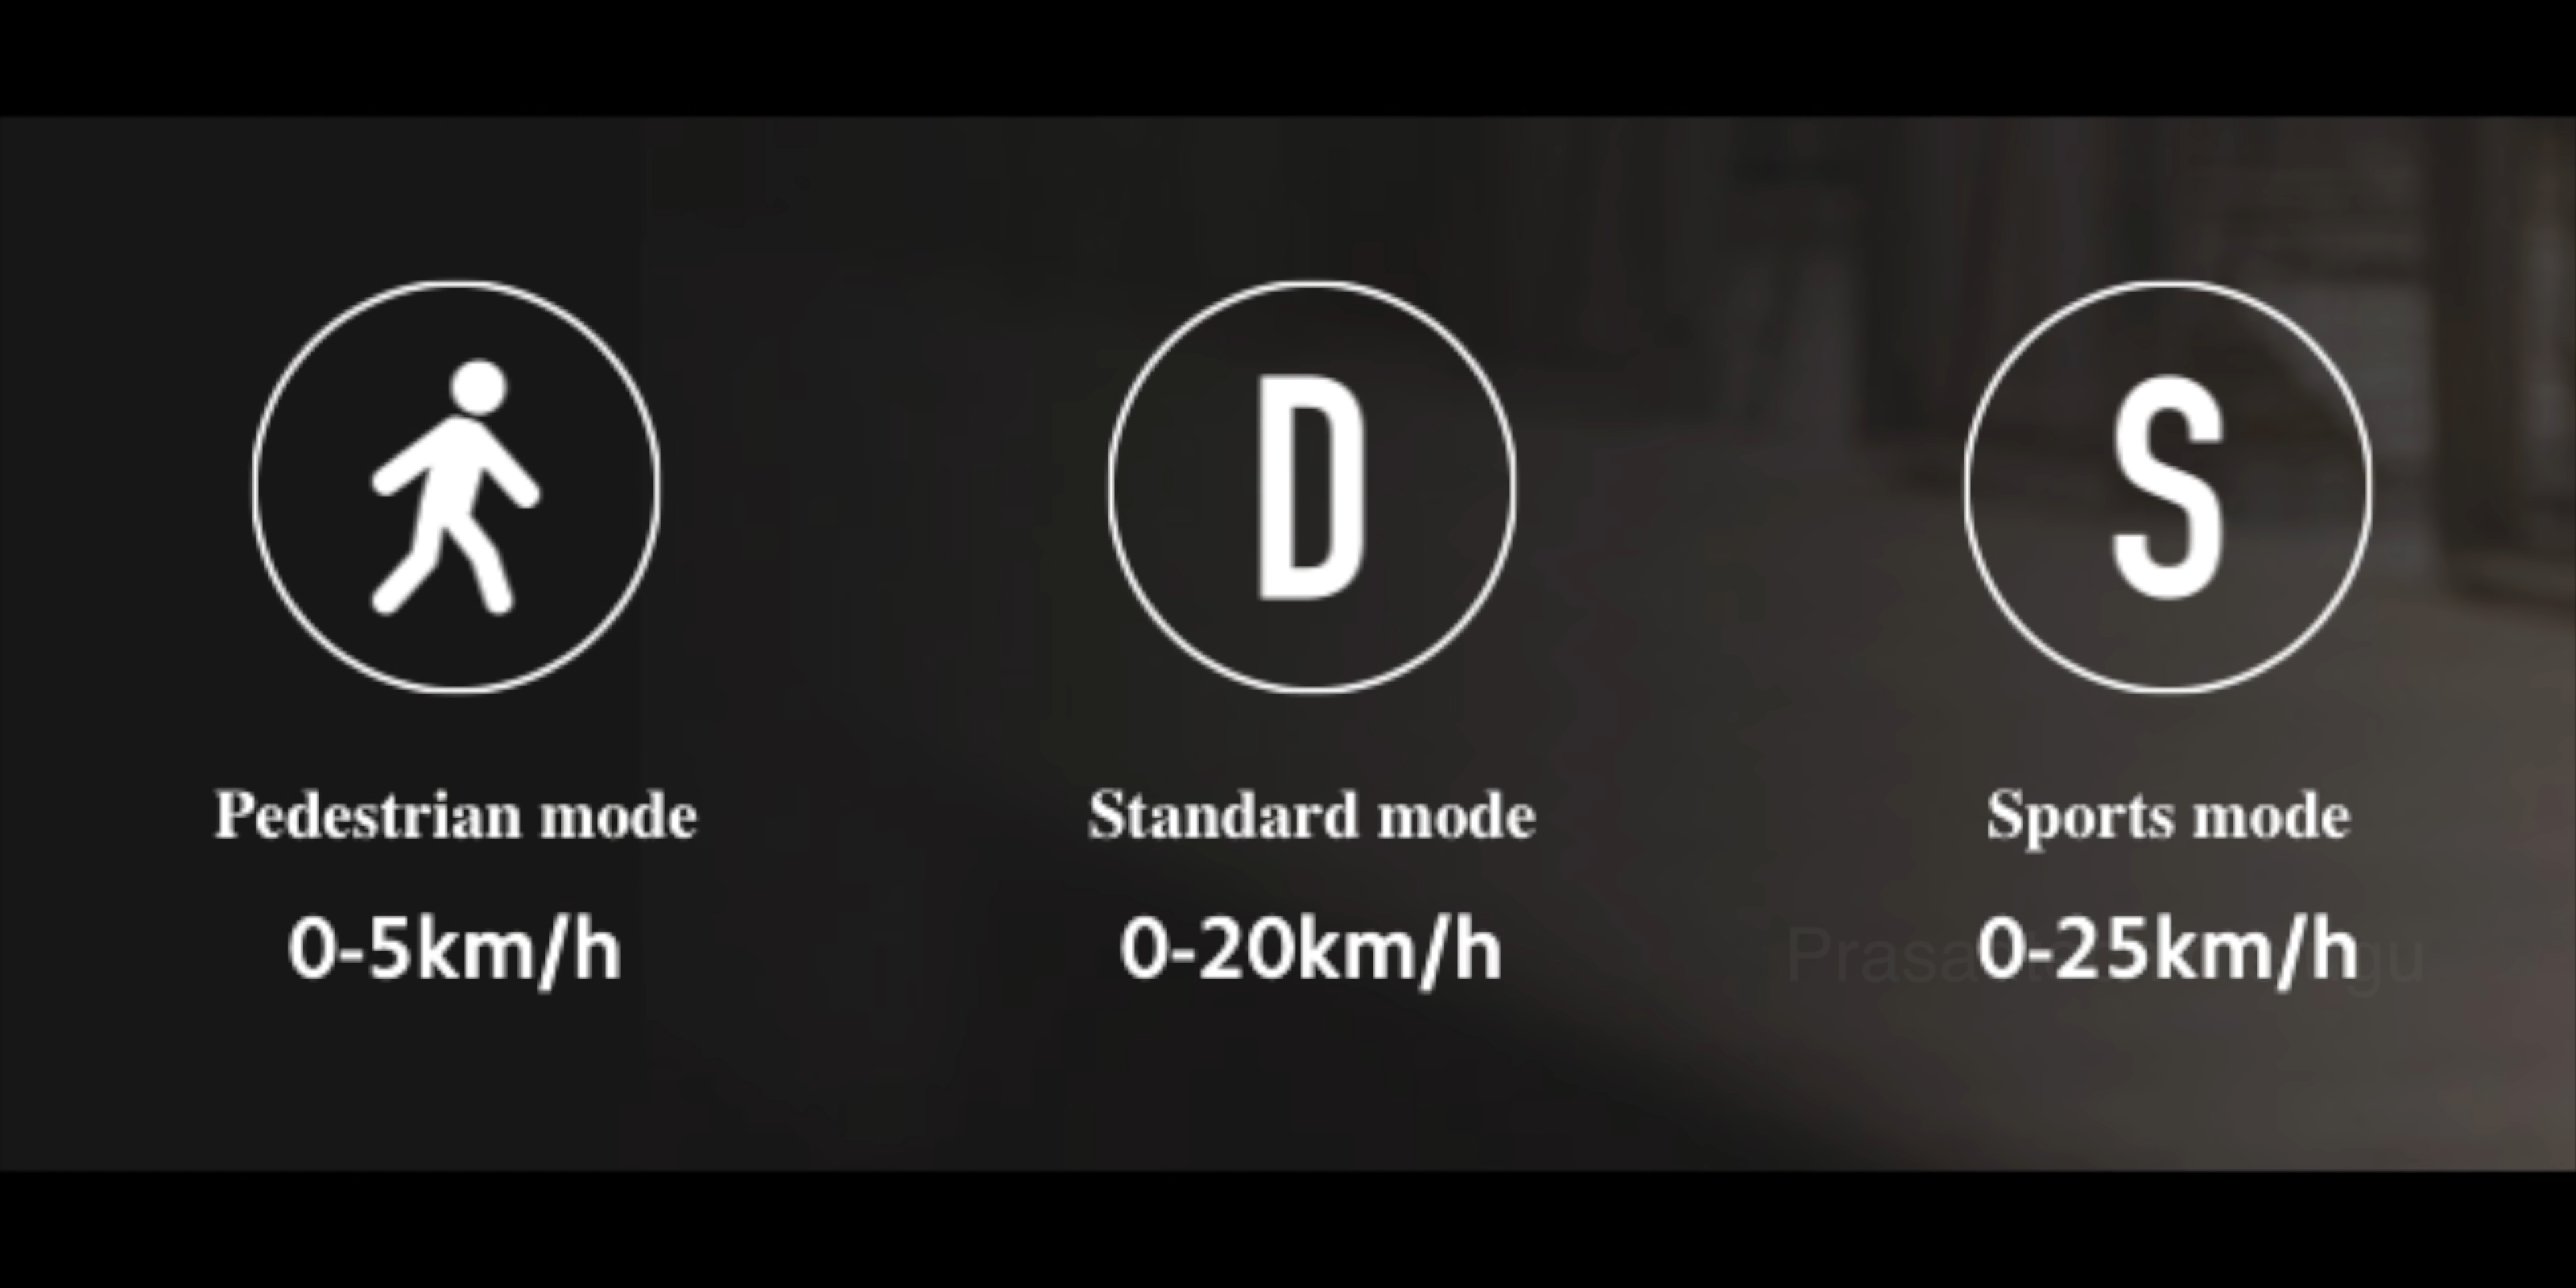 D
S
Pedestrian mode
Standard mode
Sports mode
0-5km/h
0-20km/h
0-25km/h